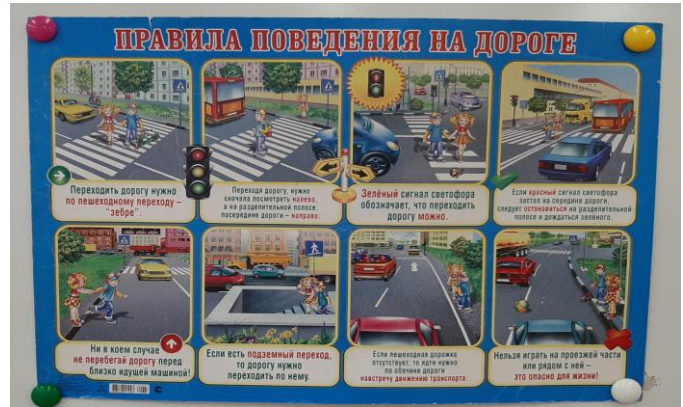 ПРАВИЛА ПОВЕДЕНИЯ НА ДОРОГЕ
Переходить дорогу нужно
по пешеходному переходу –
"зебре".
Переходя дорогу, нужно
сначала посмотреть налево,
а на разделительной полосе,
посередине дороги – направо.
Зелёный сигнал светофора
обозначает, что переходить
дорогу можно.
Если красный сигнал светофора
застал на середине дороги,
следует остановиться на разделительной
полосе и дождаться зелёного.
Ни в коем случае
не перебегай дорогу перед
близко идущей машиной!
Если есть подземный переход,
то дорогу нужно
переходить по нему.
Если пешеходная дорожка
отсутствует, то идти нужно
по обочине дороги
навстречу движению транспорта.
Нельзя играть на проезжей части
или рядом с ней –
это опасно для жизни!